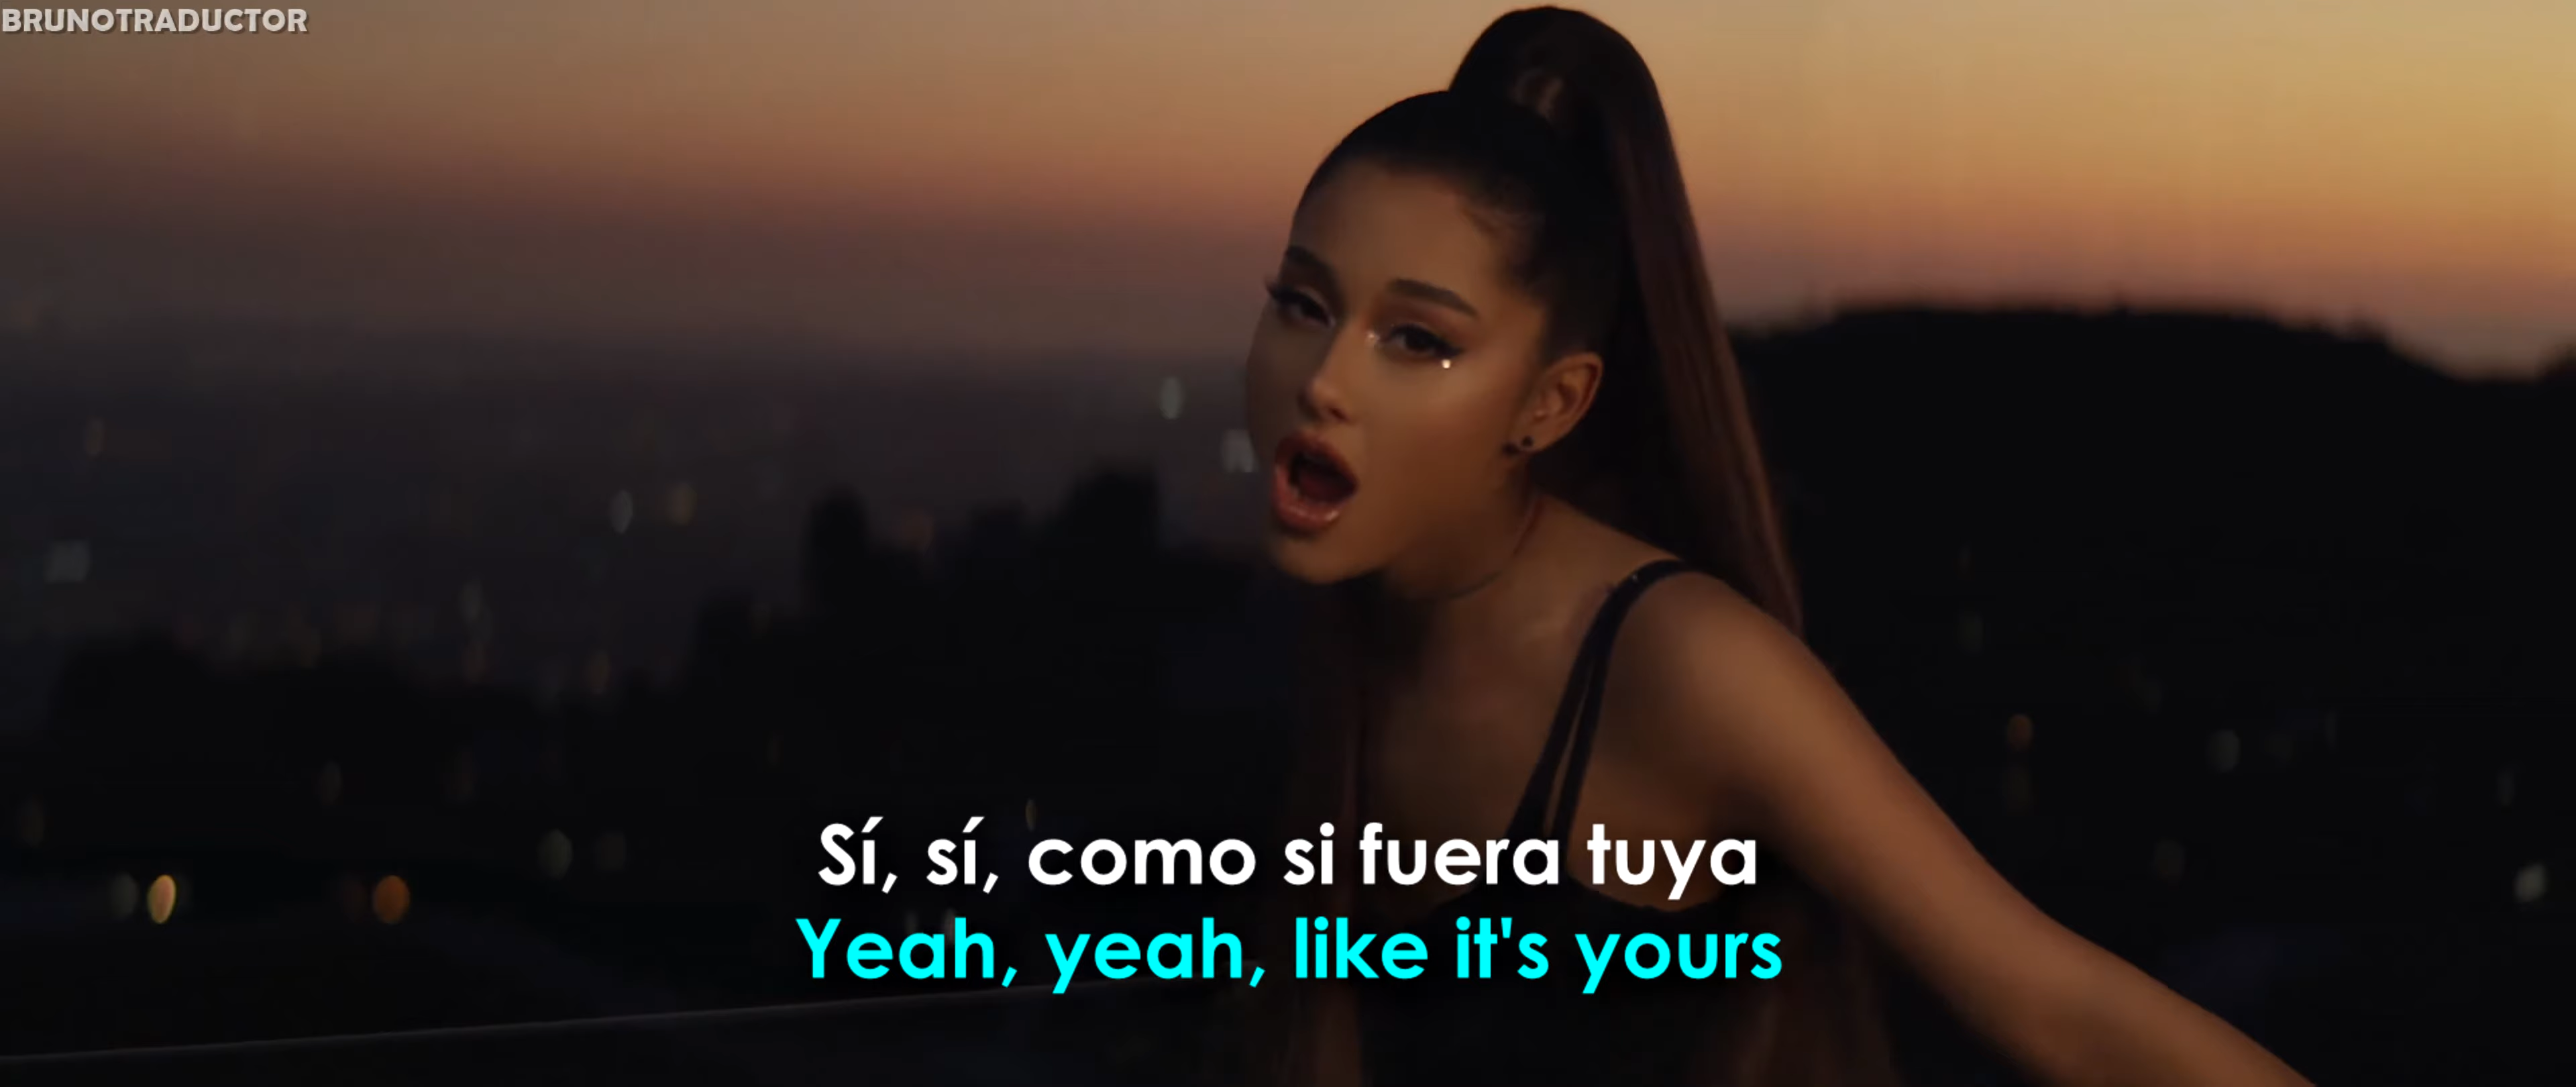 BRUNOTRADUCTOR
Sí, sí, como si fuera tuya
Yeah, yeah, like it's yours